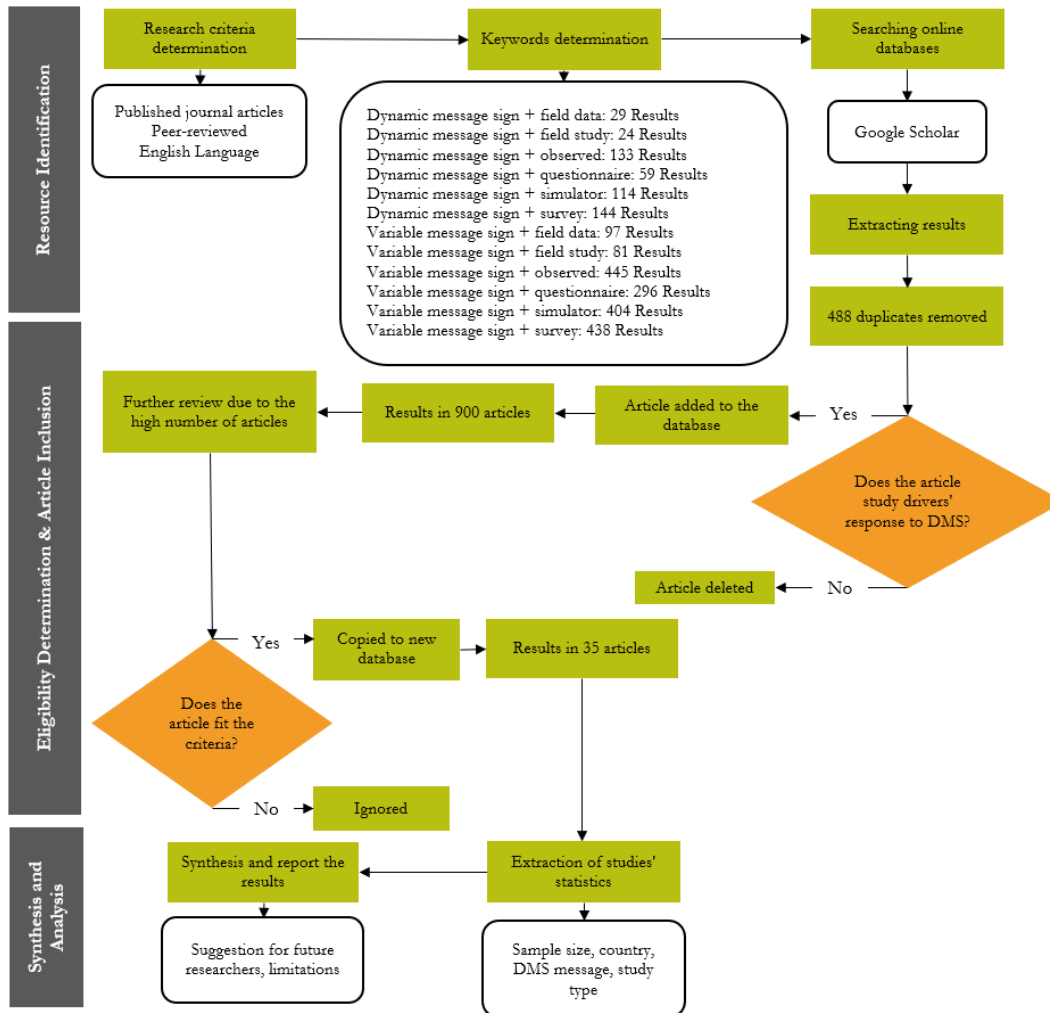 Resource Identification
Research criteria
determination
Keywords determination
Searching online
databases
Published journal articles
Peer-reviewed
English Language
Dynamic message sign + field data: 29 Results
Dynamic message sign + field study: 24 Results
Dynamic message sign + observed: 133 Results
Dynamic message sign + questionnaire: 59 Results
Dynamic message sign + simulator: 114 Results
Dynamic message sign + survey: 144 Results
Variable message sign + field data: 97 Results
Variable message sign + field study: 81 Results
Variable message sign + observed: 445 Results
Variable message sign + questionnaire: 296 Results
Variable message sign + simulator: 404 Results
Variable message sign + survey: 438 Results
Google Scholar
Extracting results
488 duplicates removed
Eligibility Determination & Article Inclusion
Does the
article study drivers'
response to DMS?
Yes
Article added to the
database
Results in 900 articles
Further review due to the
high number of articles
No
Article deleted
Does the
article fit the
criteria?
Yes
Copied to new
database
Results in 35 articles
No
Ignored
Synthesis and
Analysis
Extraction of studies'
statistics
Synthesis and report the
results
Sample size, country,
DMS message, study
type
Suggestion for future
researchers, limitations